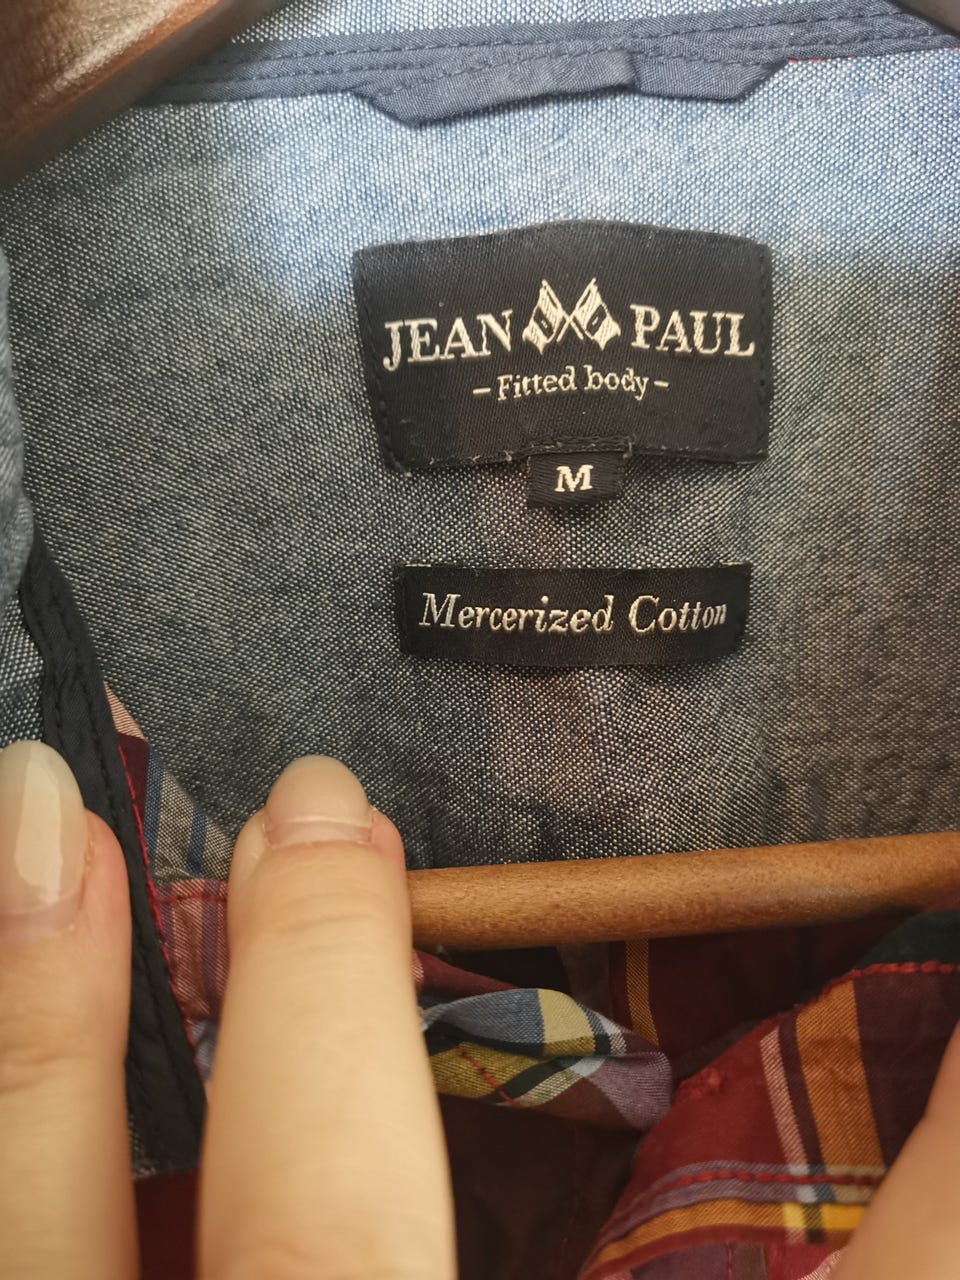 JEAN PAUL
-Fitted body-
M
Mercerized Cotton